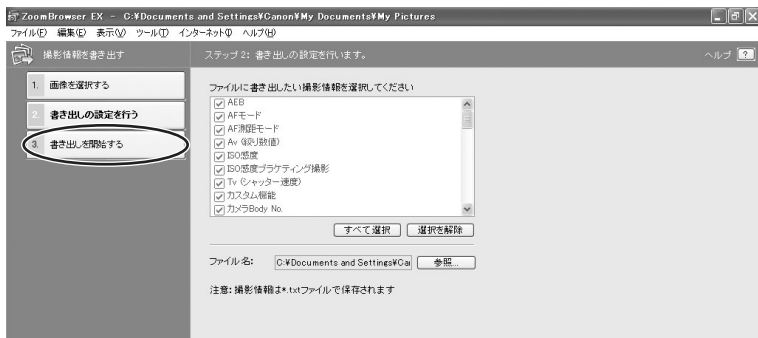 ZoomBrowser EX - C:¥Documents and Settings¥Canon¥My Documents¥My Pictures
ファイル(F) 編集(E) 表示(V) ツール(T) インターネット(I) ヘルプ(H)
撮影情報を書き出す
ステップ2: 書き出しの設定を行います。
ヘルプ ?
1. 画像を選択する
2. 書き出しの設定を行う
3. 書き出しを開始する
ファイルに書き出したい撮影情報を選択してください
AEB
AFモード
AF測距モード
Av (絞り数値)
ISO感度
ISO感度ブラケティング撮影
Tv (シャッター速度)
カスタム機能
カメラBody No.
すべて選択 選択を解除
ファイル名: C:¥Documents and Settings¥Cai 参照...
注意: 撮影情報は*.txtファイルで保存されます